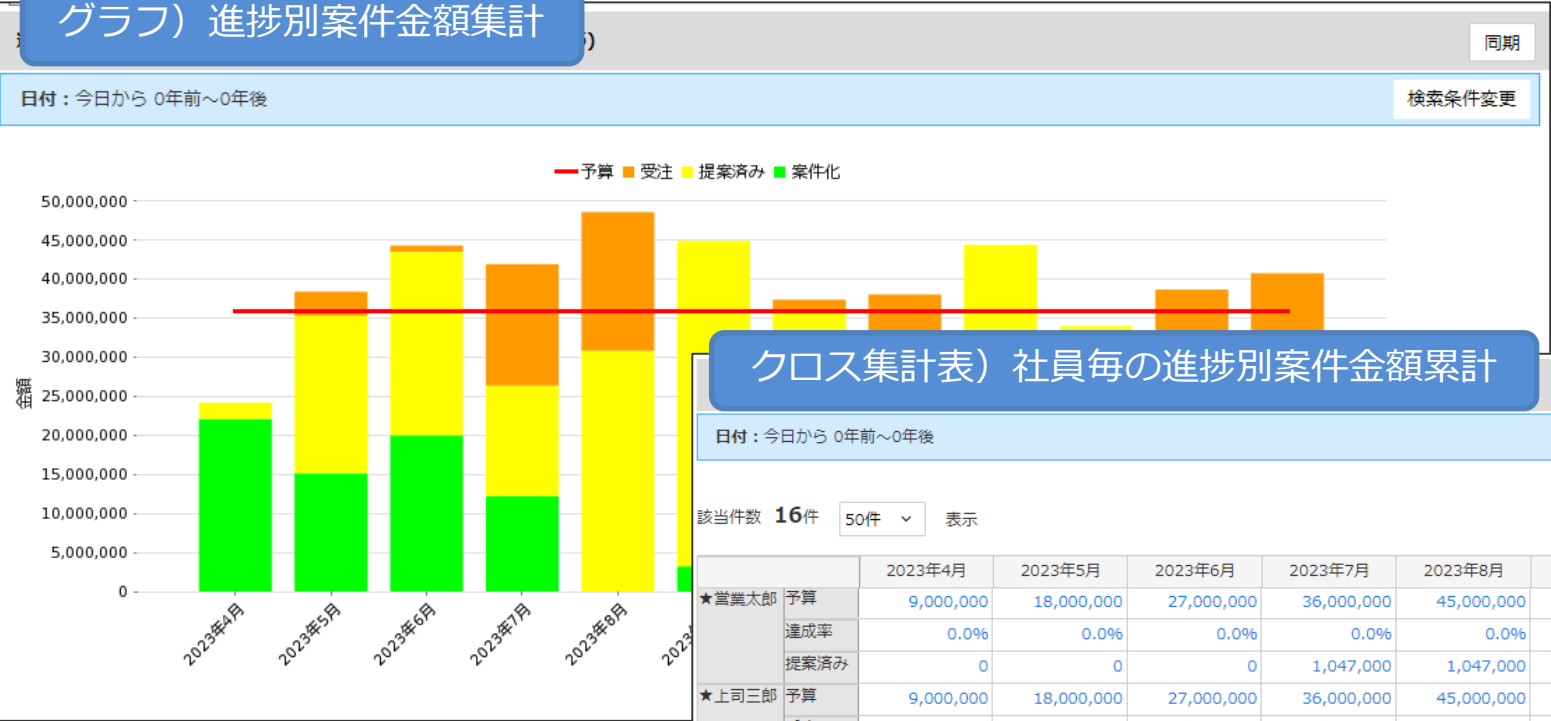 グラフ）進捗別案件金額集計
)
同期
日付：今日から 0年前～0年後
検索条件変更
予算 受注 提案済み 案件化
50,000,000
45,000,000
40,000,000
35,000,000
30,000,000
25,000,000
20,000,000
15,000,000
10,000,000
5,000,000
0
金額
2023年4月 2023年5月 2023年6月 2023年7月 2023年8月
クロス集計表）社員毎の進捗別案件金額累計
日付：今日から 0年前～0年後
該当件数 16件 50件 表示
2023年4月 2023年5月 2023年6月 2023年7月 2023年8月
★営業太郎 予算 9,000,000 18,000,000 27,000,000 36,000,000 45,000,000
達成率 0.0% 0.0% 0.0% 0.0% 0.0%
提案済み 0 0 0 1,047,000 1,047,000
★上司三郎 予算 9,000,000 18,000,000 27,000,000 36,000,000 45,000,000